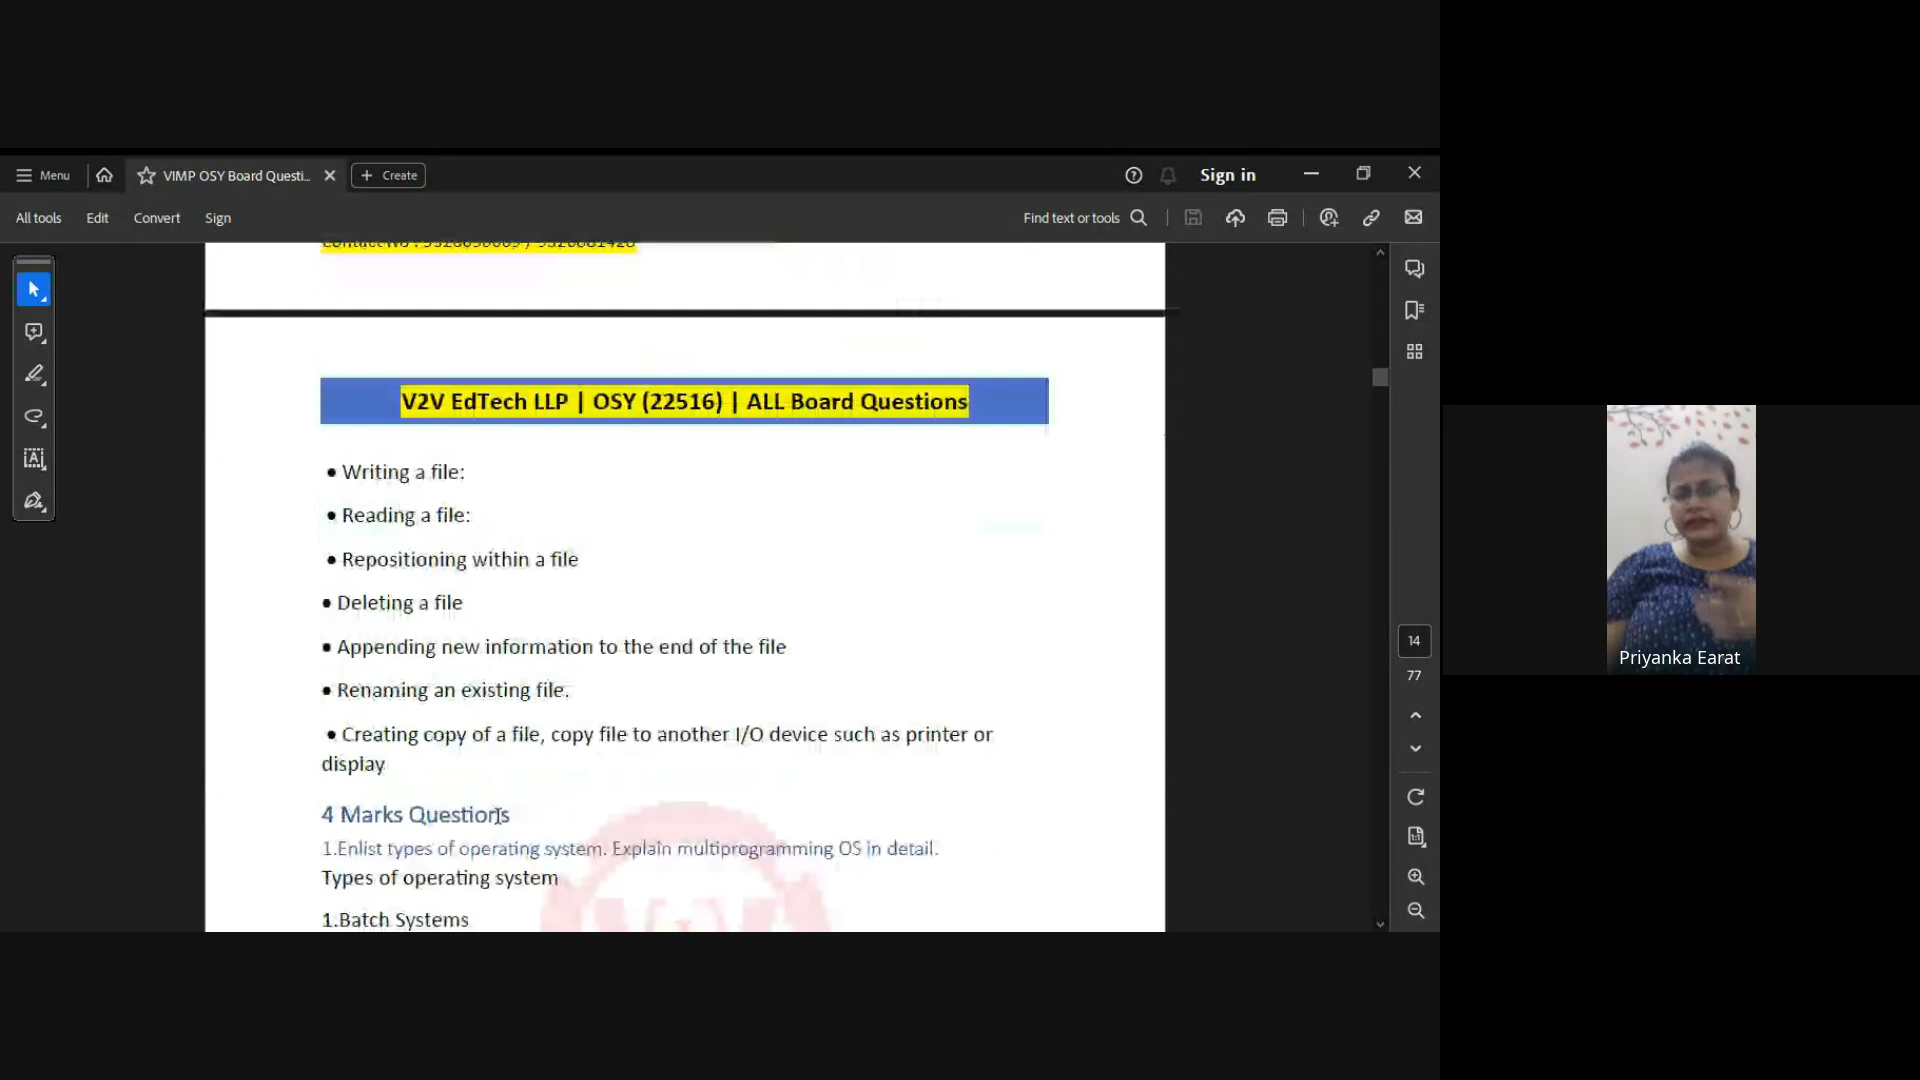 Menu
VIMP OSY Board Questi...
Create
Sign in
All tools
Edit
Convert
Sign
Find text or tools
V2V EdTech LLP | OSY (22516) | ALL Board Questions
• Writing a file:
• Reading a file:
• Repositioning within a file
• Deleting a file
• Appending new information to the end of the file
• Renaming an existing file.
• Creating copy of a file, copy file to another I/O device such as printer or
display
4 Marks Questions
1.Enlist types of operating system. Explain multiprogramming OS in detail.
Types of operating system
1.Batch Systems
14
77
Priyanka Earat